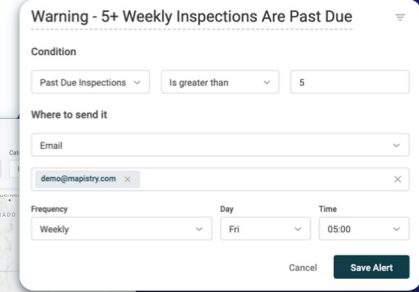 Warning - 5+ Weekly Inspections Are Past Due
Condition
Past Due Inspections Is greater than 5
Where to send it
Email
demo@mapistry.com ×
Frequency Day Time
Weekly Fri 05:00
Cancel Save Alert